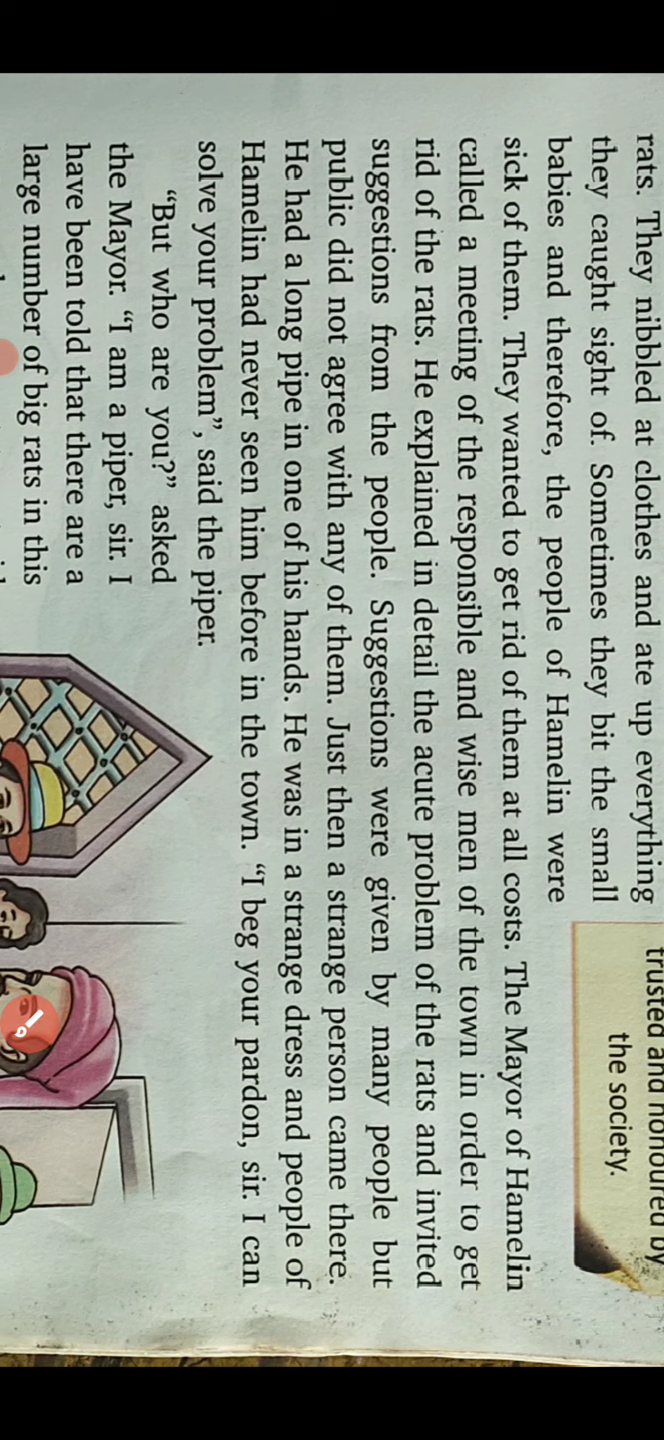 rats. They nibbled at clothes and ate up everything
they caught sight of. Sometimes they bit the small
babies and therefore, the people of Hamelin were
sick of them. They wanted to get rid of them at all costs. The Mayor of Hamelin
called a meeting of the responsible and wise men of the town in order to get
rid of the rats. He explained in detail the acute problem of the rats and invited
suggestions from the people. Suggestions were given by many people but
public did not agree with any of them. Just then a strange person came there.
He had a long pipe in one of his hands. He was in a strange dress and people of
Hamelin had never seen him before in the town. “I beg your pardon, sir. I can
solve your problem”, said the piper.
“But who are you?” asked
the Mayor. “I am a piper, sir. I
have been told that there are a
large number of big rats in this
trusted and honoured by
the society.